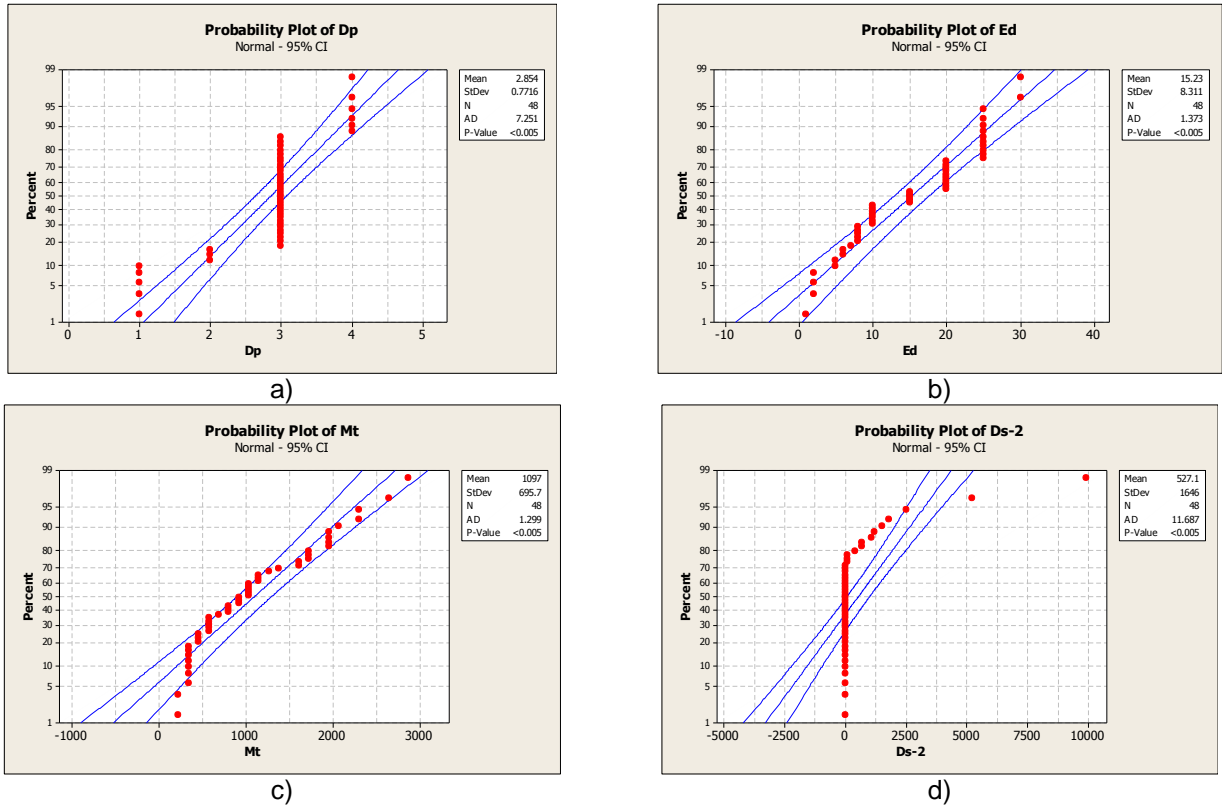 Probability Plot of Dp
Normal - 95% CI
99
95
90
80
70
60
50
40
30
20
10
5
1
Percent
0 1 2 3 4 5
Dp
Mean 2.854
StDev 0.7716
N 48
AD 7.251
P-Value <0.005
a)
Probability Plot of Ed
Normal - 95% CI
99
95
90
80
70
60
50
40
30
20
10
5
1
Percent
-10 0 10 20 30 40
Ed
Mean 15.23
StDev 8.311
N 48
AD 1.373
P-Value <0.005
b)
Probability Plot of Mt
Normal - 95% CI
99
95
90
80
70
60
50
40
30
20
10
5
1
Percent
-1000 0 1000 2000 3000
Mt
Mean 1097
StDev 695.7
N 48
AD 1.299
P-Value <0.005
c)
Probability Plot of Ds-2
Normal - 95% CI
99
95
90
80
70
60
50
40
30
20
10
5
1
Percent
-5000 -2500 0 2500 5000 7500 10000
Ds-2
Mean 527.1
StDev 1646
N 48
AD 11.687
P-Value <0.005
d)